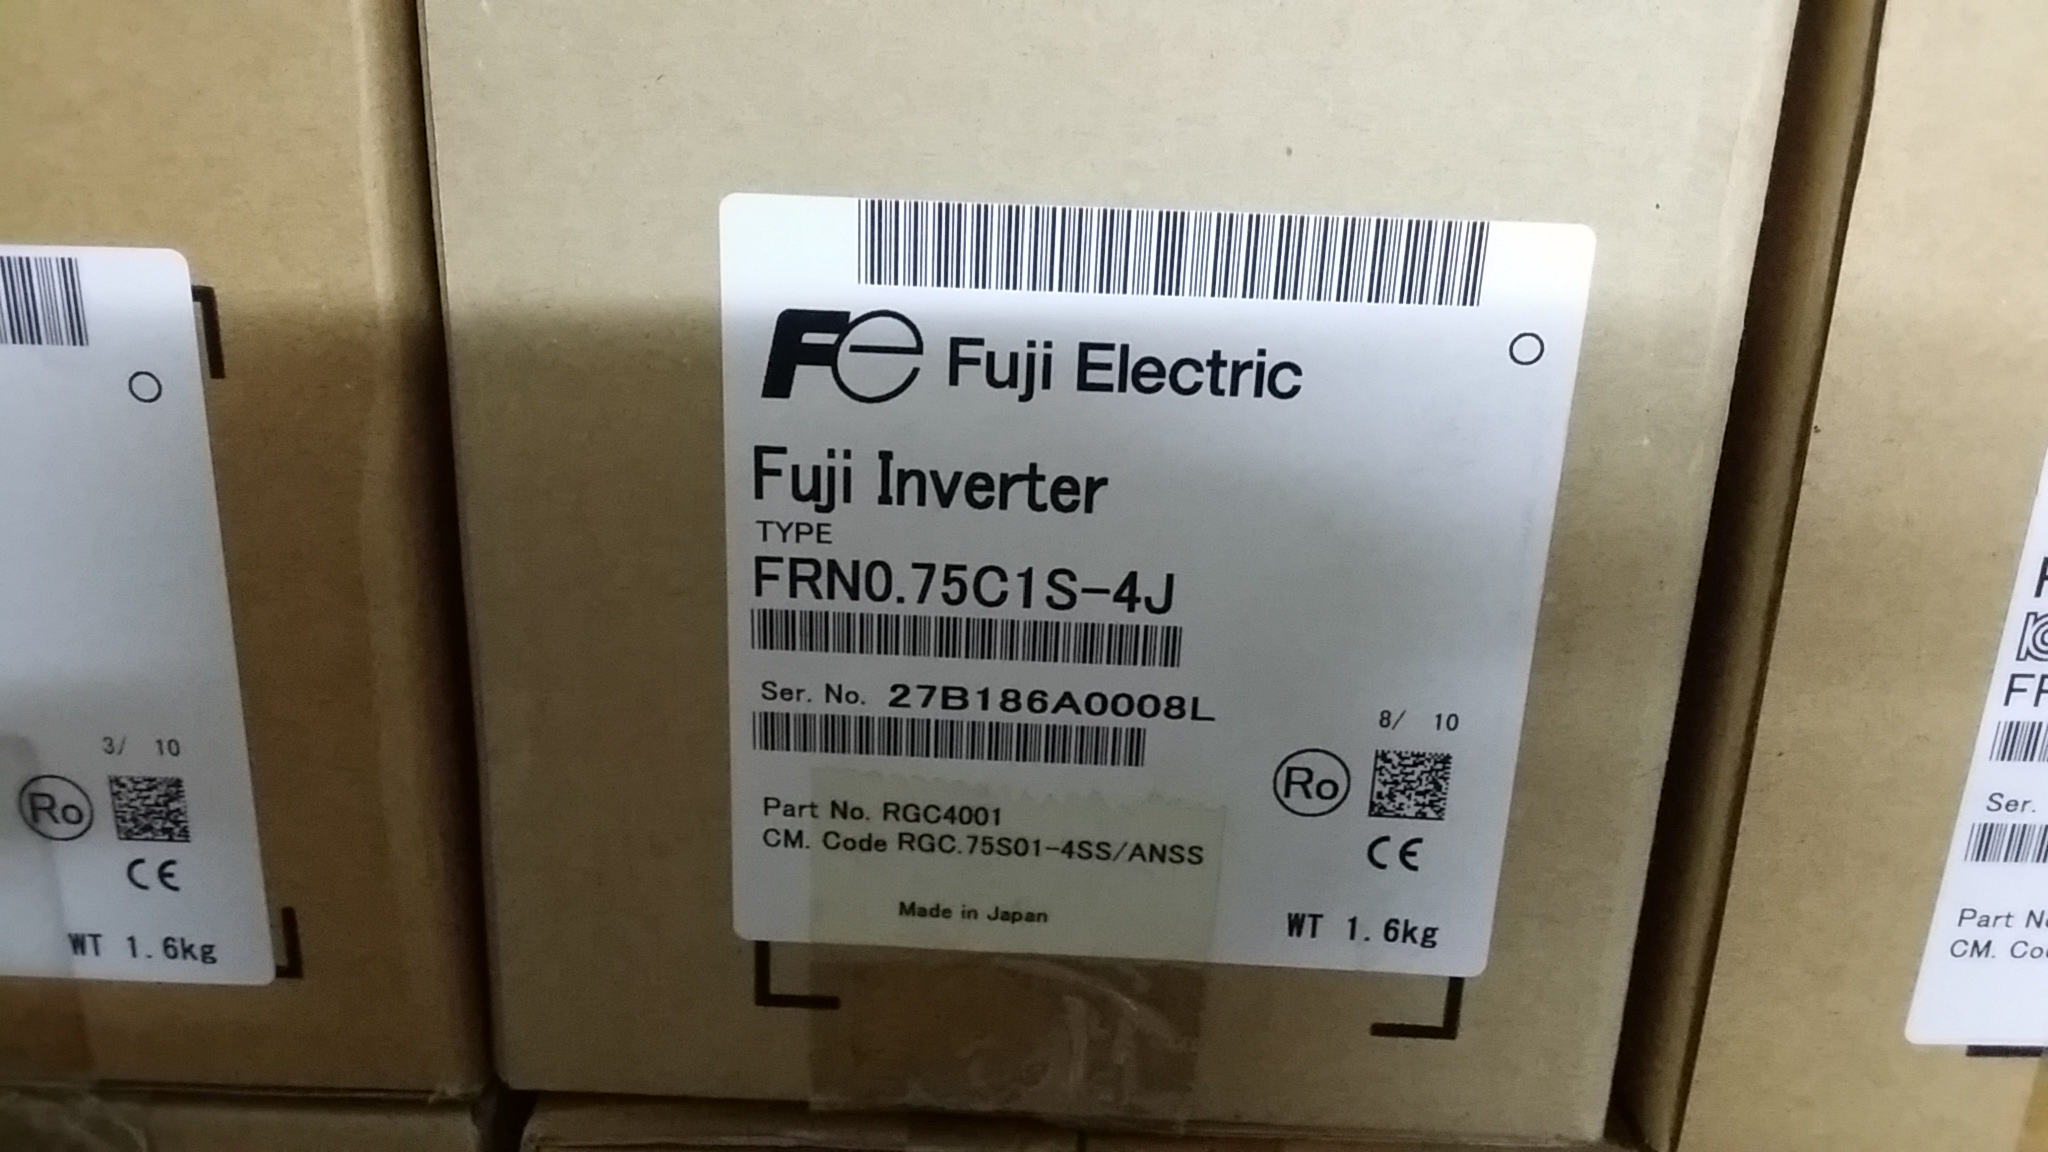 Fe Fuji Electric
Fuji Inverter
TYPE
FRN0.75C1S-4J
Ser. No. 27B186A0008L
8/ 10
Ro
Part No. RGC4001
CM. Code RGC.75S01-4SS/ANSS
CE
Made in Japan
WT 1.6kg
3/ 10
Ro
CE
WT 1.6kg
Ser.
Part
CM.